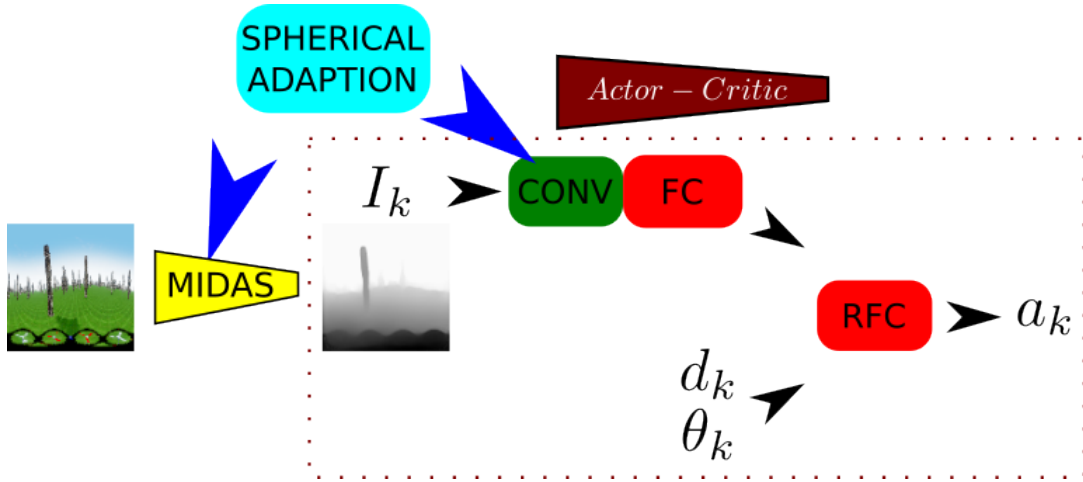 SPHERICAL
ADAPTION
Actor − Critic
I_k
CONV
FC
MIDAS
RFC
a_k
d_k
θ_k